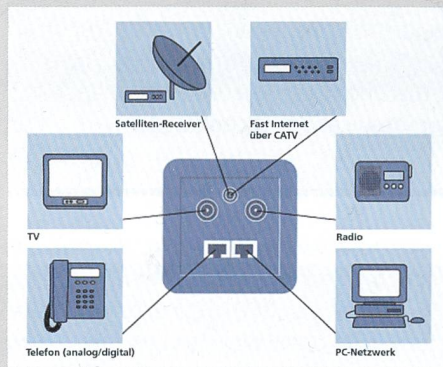 Satelliten-Receiver
Fast Internet
über CATV
TV
Radio
Telefon (analog/digital)
PC-Netzwerk